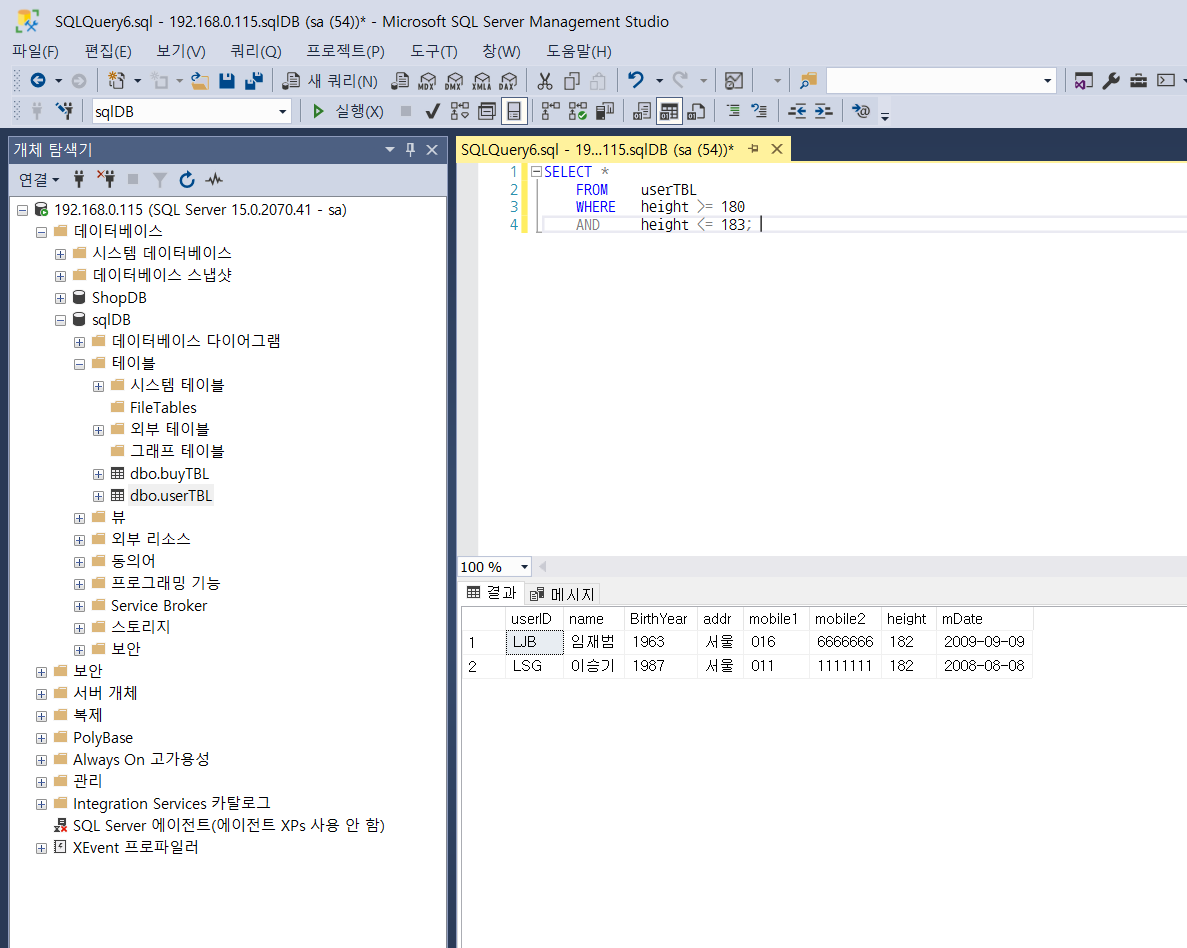 SQLQuery6.sql - 192.168.0.115.sqlDB (sa (54))* - Microsoft SQL Server Management Studio
파일(F) 편집(E) 보기(V) 쿼리(Q) 프로젝트(P) 도구(T) 창(W) 도움말(H)
새 쿼리(N) MDX DMX XMLA DAX
sqlDB 실행(X)
개체 탐색기
연결
192.168.0.115 (SQL Server 15.0.2070.41 - sa)
데이터베이스
시스템 데이터베이스
데이터베이스 스냅샷
ShopDB
sqlDB
데이터베이스 다이어그램
테이블
시스템 테이블
FileTables
외부 테이블
그래프 테이블
dbo.buyTBL
dbo.userTBL
뷰
외부 리소스
동의어
프로그래밍 기능
Service Broker
스토리지
보안
보안
서버 개체
복제
PolyBase
Always On 고가용성
관리
Integration Services 카탈로그
SQL Server 에이전트(에이전트 XPs 사용 안 함)
XEvent 프로파일러
SQLQuery6.sql - 19...115.sqlDB (sa (54))*
1 SELECT *
2 FROM userTBL
3 WHERE height >= 180
4 AND height <= 183;
100 %
결과 메시지
userID name BirthYear addr mobile1 mobile2 height mDate
1 LJB 임재범 1963 서울 016 6666666 182 2009-09-09
2 LSG 이승기 1987 서울 011 1111111 182 2008-08-08